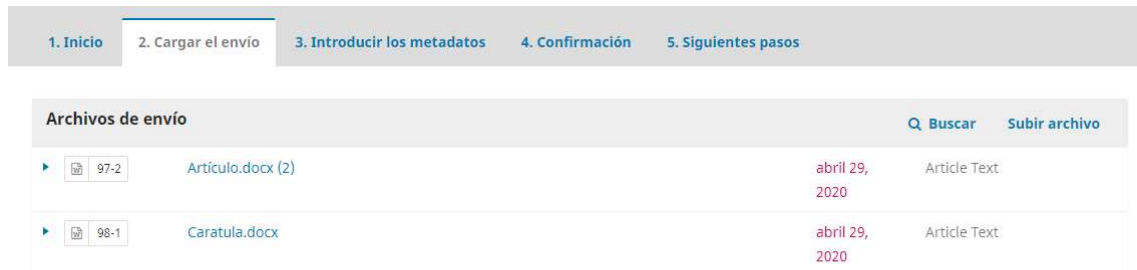 1. Inicio 2. Cargar el envío 3. Introducir los metadatos 4. Confirmación 5. Siguientes pasos
Archivos de envío Buscar Subir archivo
97-2 Artículo.docx (2) abril 29, Article Text
2020
98-1 Caratula.docx abril 29, Article Text
2020